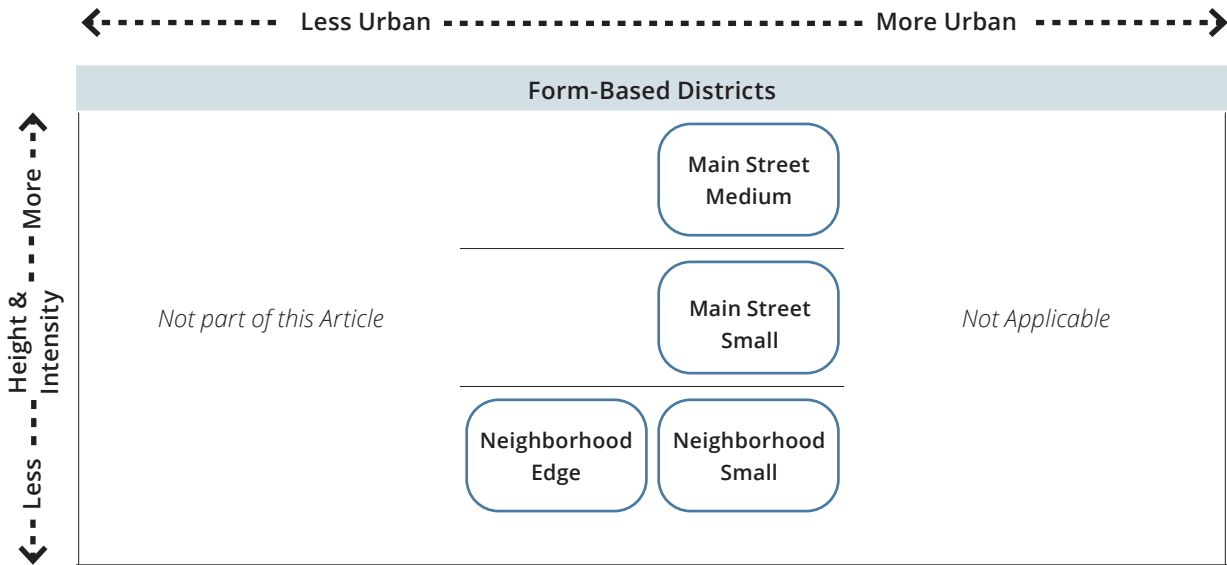 Less Urban
More Urban
Form-Based Districts
Height &
Intensity
More
Less
Main Street
Medium
Not part of this Article
Main Street
Small
Not Applicable
Neighborhood
Edge
Neighborhood
Small